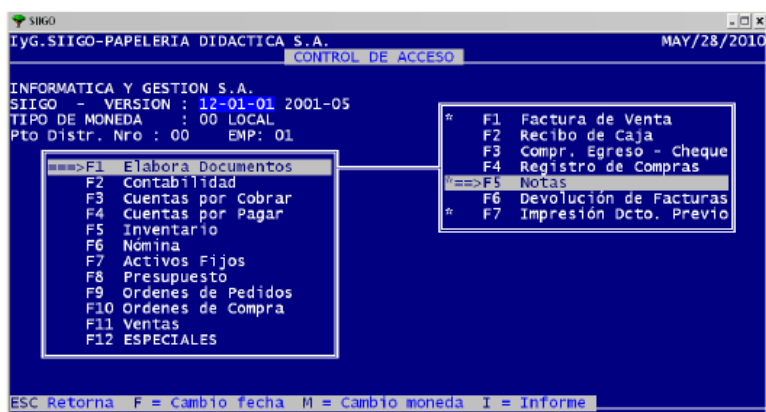 SIIGO
IyG.SIIGO-PAPELERIA DIDACTICA S.A. MAY/28/2010
CONTROL DE ACCESO
INFORMATICA Y GESTION S.A.
SIIGO - VERSION : 12-01-01 2001-05
TIPO DE MONEDA : 00 LOCAL
Pto Distr. Nro : 00 EMP: 01
===>F1 Elabora Documentos
F2 Contabilidad
F3 Cuentas por Cobrar
F4 Cuentas por Pagar
F5 Inventario
F6 Nómina
F7 Activos Fijos
F8 Presupuesto
F9 Ordenes de Pedidos
F10 Ordenes de Compra
F11 Ventas
F12 ESPECIALES
* F1 Factura de Venta
F2 Recibo de Caja
F3 Compr. Egreso - Cheque
F4 Registro de Compras
*==>F5 Notas
F6 Devolución de Facturas
* F7 Impresión Dcto. Previo
ESC Retorna F = Cambio fecha M = Cambio moneda I = Informe